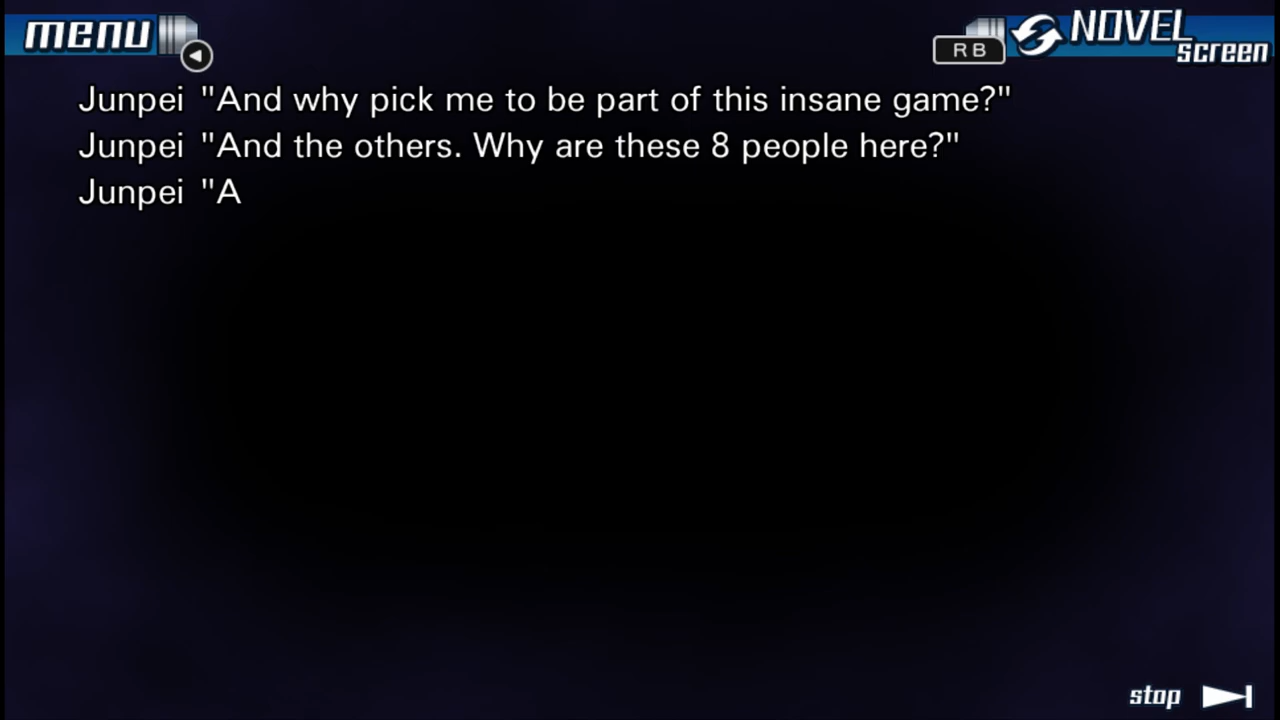 menu
RB NOVEL
screen
Junpei "And why pick me to be part of this insane game?"
Junpei "And the others. Why are these 8 people here?"
Junpei "A
stop